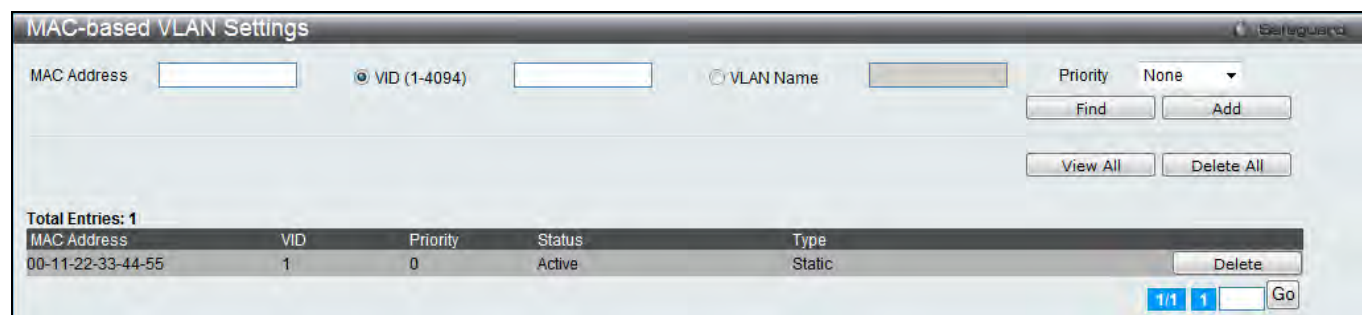 MAC-based VLAN Settings
Safeguard
MAC Address VID (1-4094) VLAN Name Priority None
Find Add
View All Delete All
Total Entries: 1
MAC Address VID Priority Status Type
00-11-22-33-44-55 1 0 Active Static Delete
1/1 1 Go